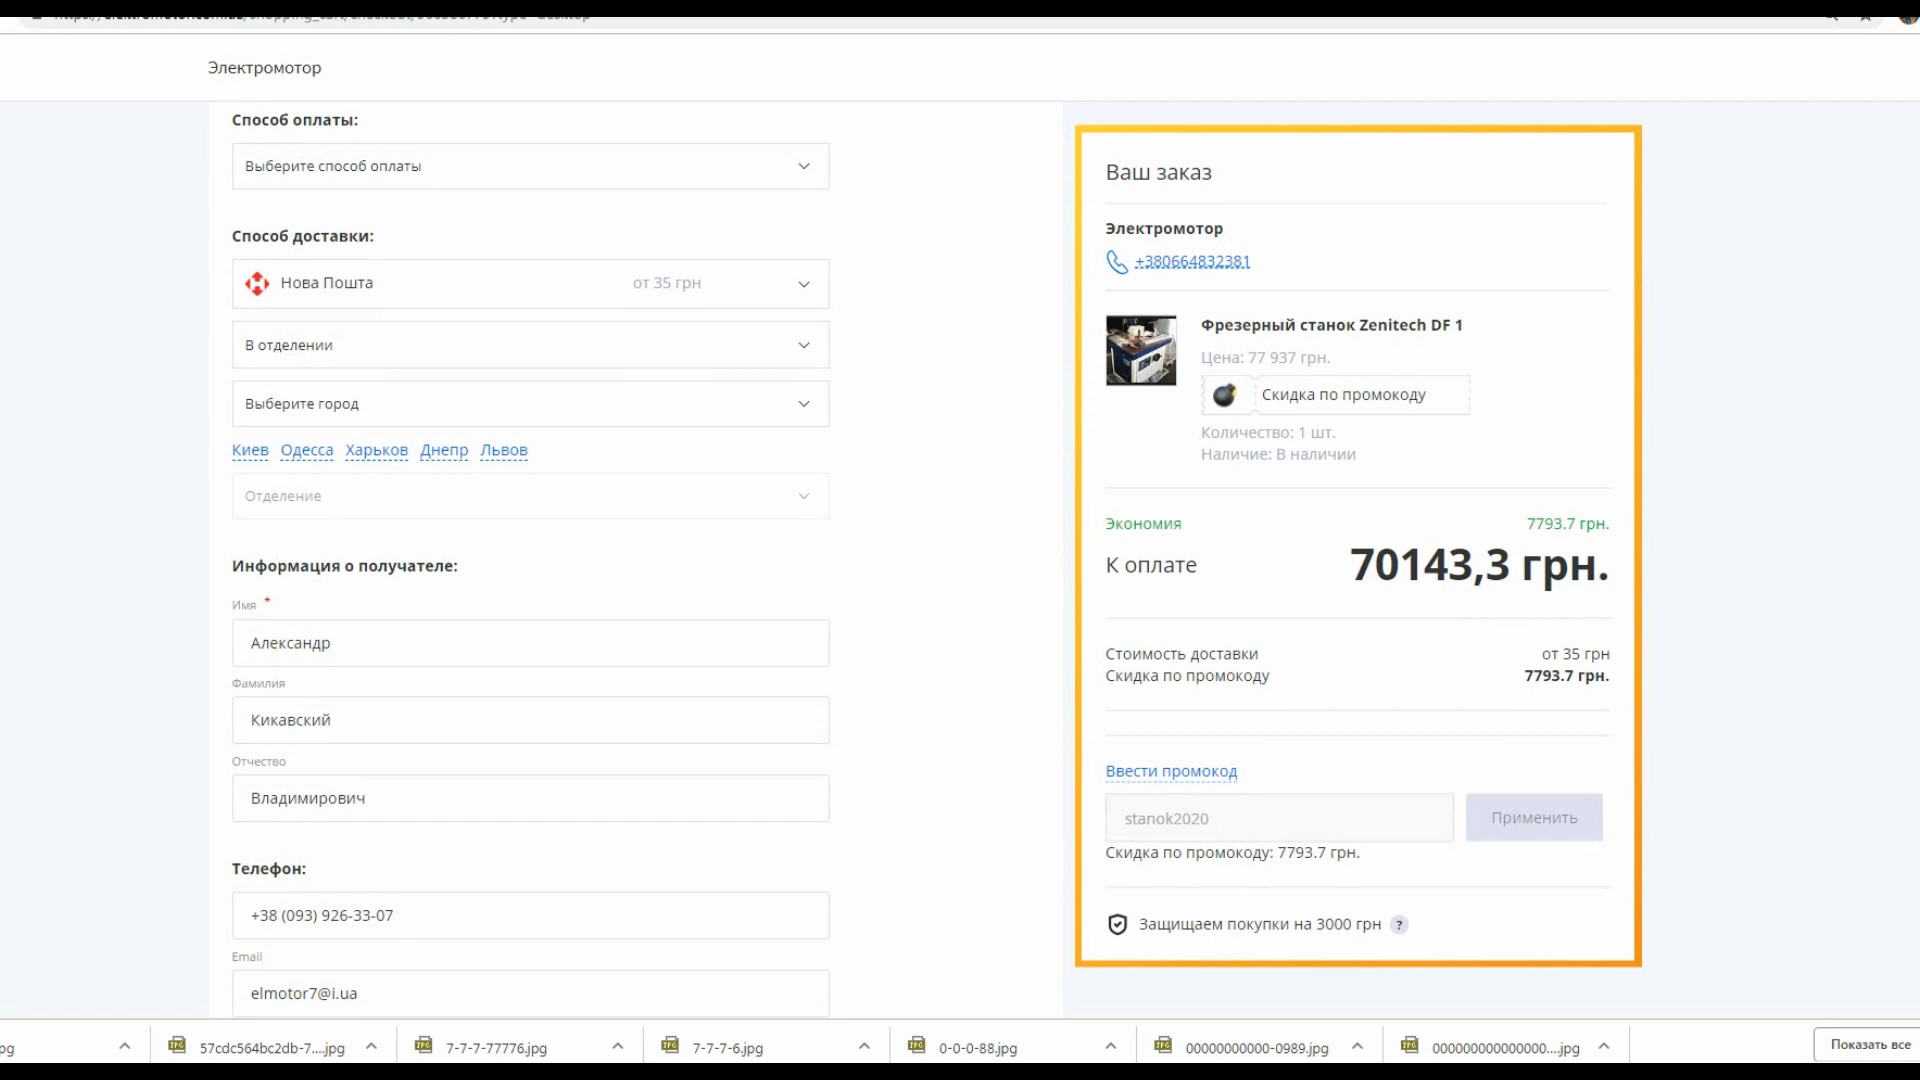 Электромотор
Способ оплаты:
Выберите способ оплаты
Способ доставки:
Нова Пошта от 35 грн
В отделении
Выберите город
Киев Одесса Харьков Днепр Львов
Отделение
Информация о получателе:
Имя *
Александр
Фамилия
Кикавский
Отчество
Владимирович
Телефон:
+38 (093) 926-33-07
Email
elmotor7@i.ua
Ваш заказ
Электромотор
+380664832381
Фрезерный станок Zenitech DF 1
Цена: 77 937 грн.
Скидка по промокоду
Количество: 1 шт.
Наличие: В наличии
Экономия 7793.7 грн.
К оплате 70143,3 грн.
Стоимость доставки от 35 грн
Скидка по промокоду 7793.7 грн.
Ввести промокод
stanok2020 Применить
Скидка по промокоду: 7793.7 грн.
Защищаем покупки на 3000 грн ?
pg 57cdc564bc2db-7....jpg 7-7-7-77776.jpg 7-7-7-6.jpg 0-0-0-88.jpg 00000000000-0989.jpg 000000000000000....jpg Показать все